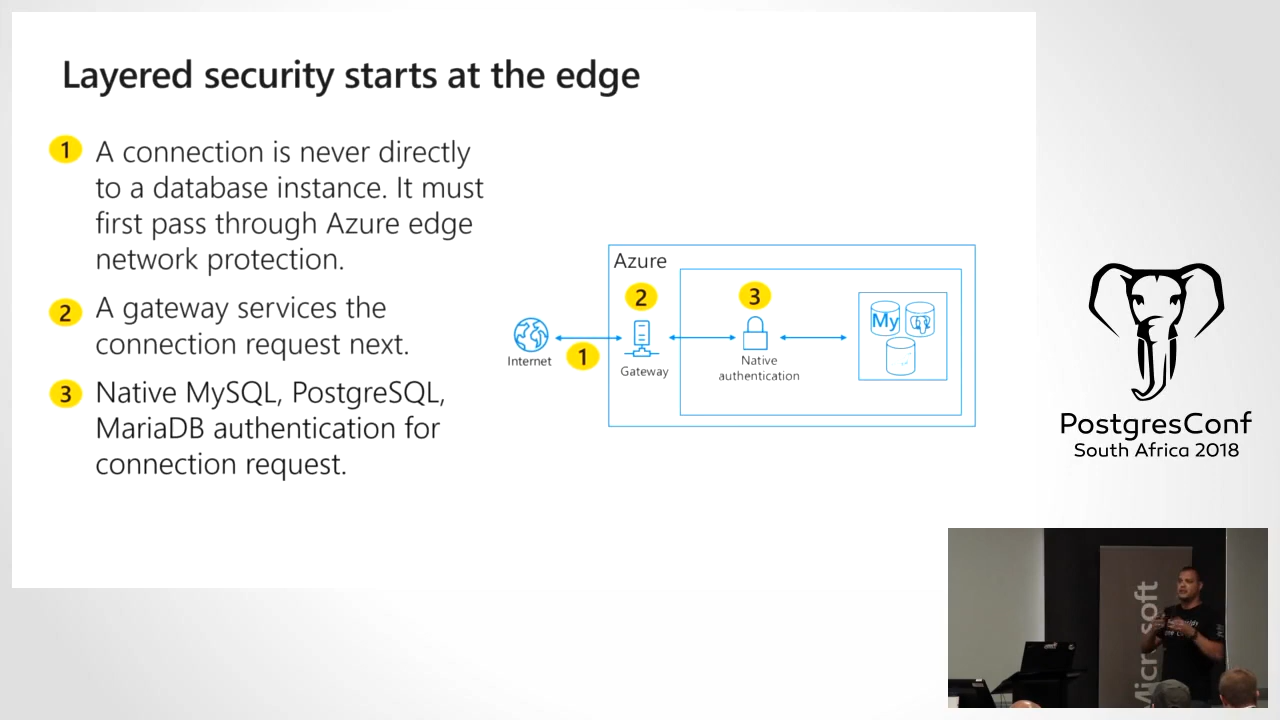 Layered security starts at the edge
1 A connection is never directly
to a database instance. It must
first pass through Azure edge
network protection.
2 A gateway services the
connection request next.
3 Native MySQL, PostgreSQL,
MariaDB authentication for
connection request.
Azure
2
3
My
Internet
1
Gateway
Native
authentication
PostgresConf
South Africa 2018
Microsoft